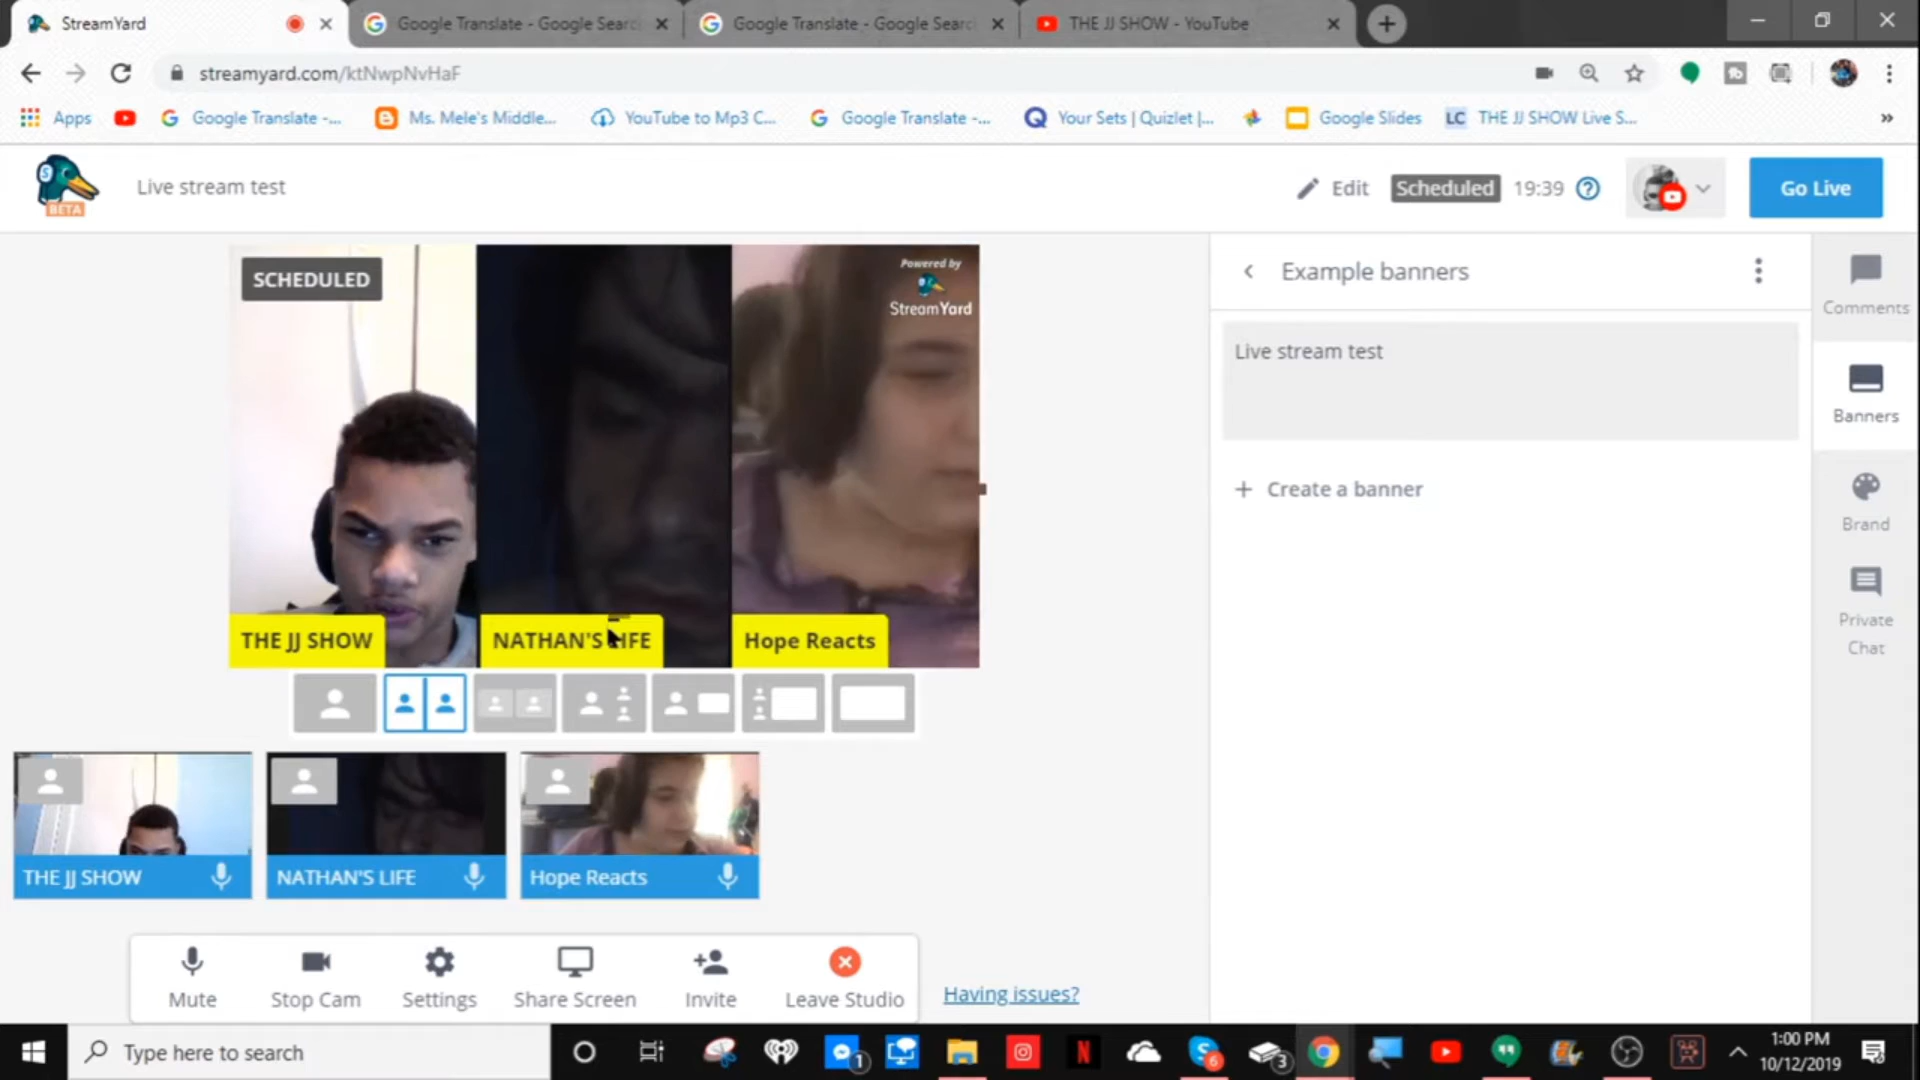 StreamYard
Google Translate - Google Searc
Google Translate - Google Searc
THE JJ SHOW - YouTube
streamyard.com/ktNwpNvHaF
Apps
Google Translate -...
Ms. Mele's Middle...
YouTube to Mp3 C...
Google Translate -...
Your Sets | Quizlet |...
Google Slides
LC
THE JJ SHOW Live S...
»
BETA
Live stream test
Edit
Scheduled
19:39
Go Live
SCHEDULED
Powered by
StreamYard
THE JJ SHOW
NATHAN'S LIFE
Hope Reacts
Example banners
Live stream test
+ Create a banner
Comments
Banners
Brand
Private
Chat
THE JJ SHOW
NATHAN'S LIFE
Hope Reacts
Mute
Stop Cam
Settings
Share Screen
Invite
Leave Studio
Having issues?
Type here to search
1
6
3
1:00 PM
10/12/2019